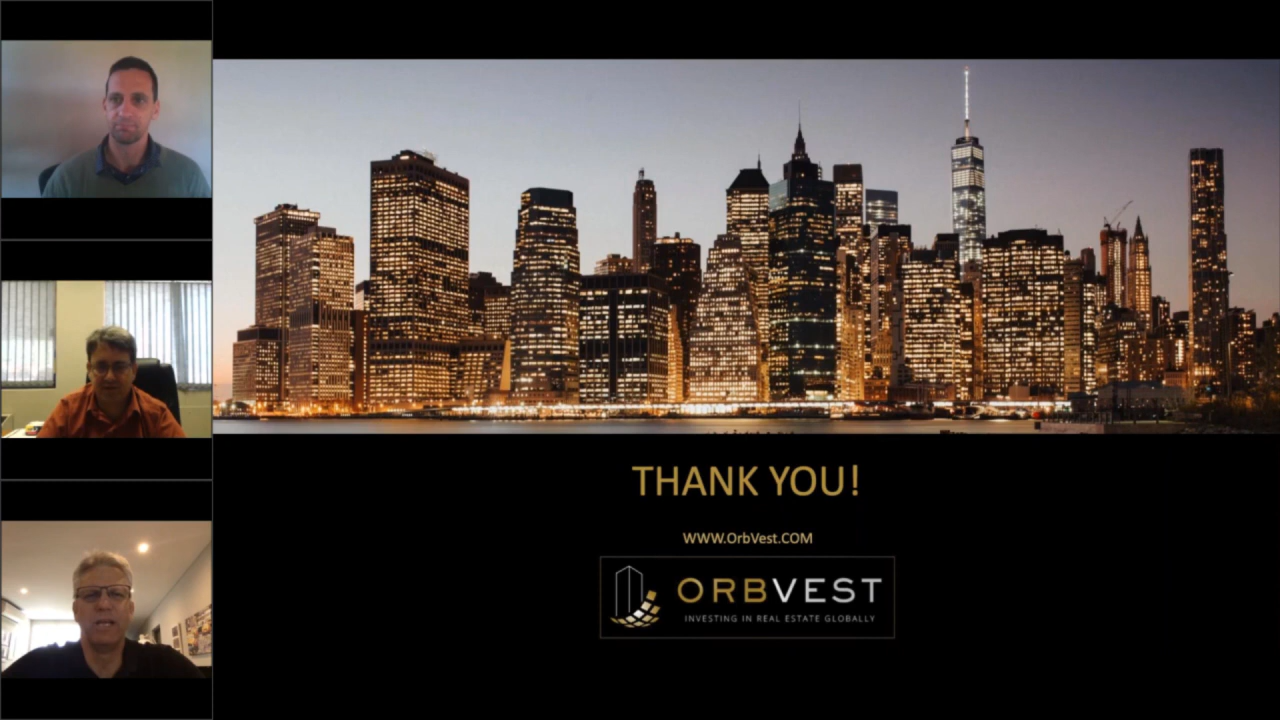 THANK YOU!
WWW.OrbVest.COM
ORBVEST
INVESTING IN REAL ESTATE GLOBALLY